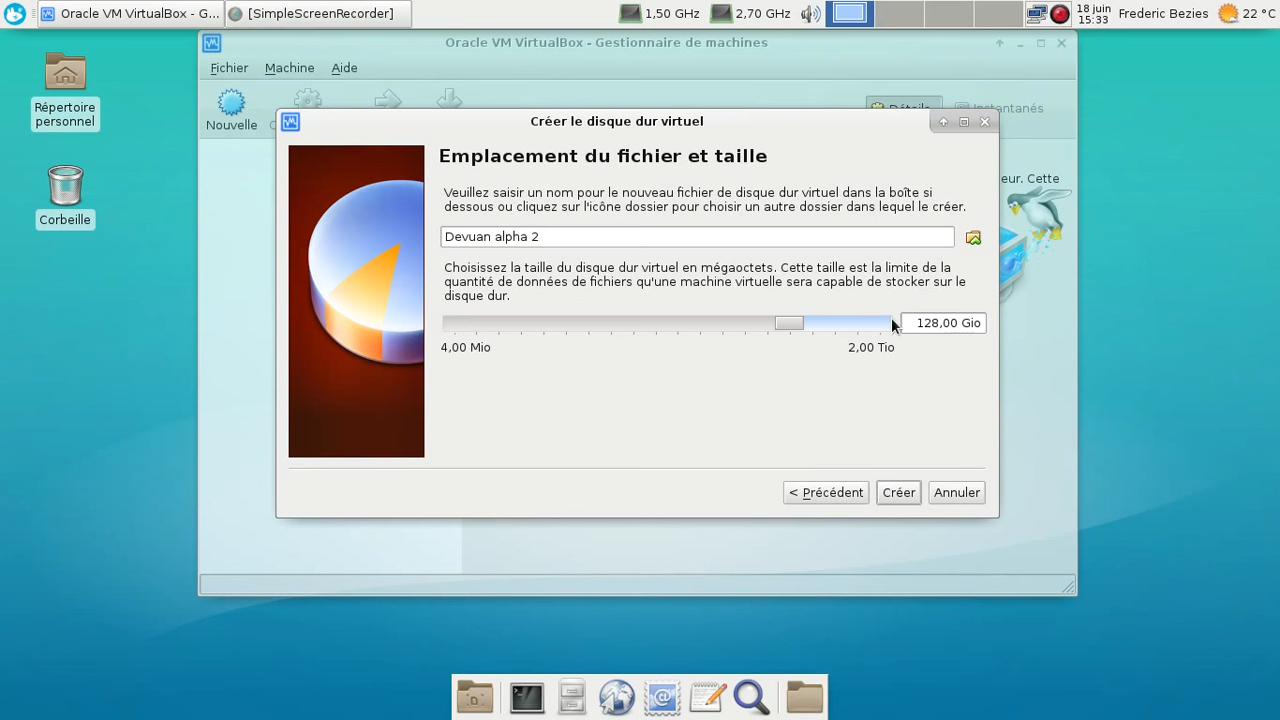 Oracle VM VirtualBox - G...
[SimpleScreenRecorder]
1,50 GHz
2,70 GHz
18 juin
15:33
Frederic Bezies
22 °C
Répertoire
personnel
Corbeille
Oracle VM VirtualBox - Gestionnaire de machines
Fichier Machine Aide
Nouvelle
Détails
Instantanés
eur. Cette
Créer le disque dur virtuel
Emplacement du fichier et taille
Veuillez saisir un nom pour le nouveau fichier de disque dur virtuel dans la boîte si
dessous ou cliquez sur l'icône dossier pour choisir un autre dossier dans lequel le créer.
Devuan alpha 2
Choisissez la taille du disque dur virtuel en mégaoctets. Cette taille est la limite de la
quantité de données de fichiers qu'une machine virtuelle sera capable de stocker sur le
disque dur.
128,00 Gio
4,00 Mio
2,00 Tio
< Précédent
Créer
Annuler